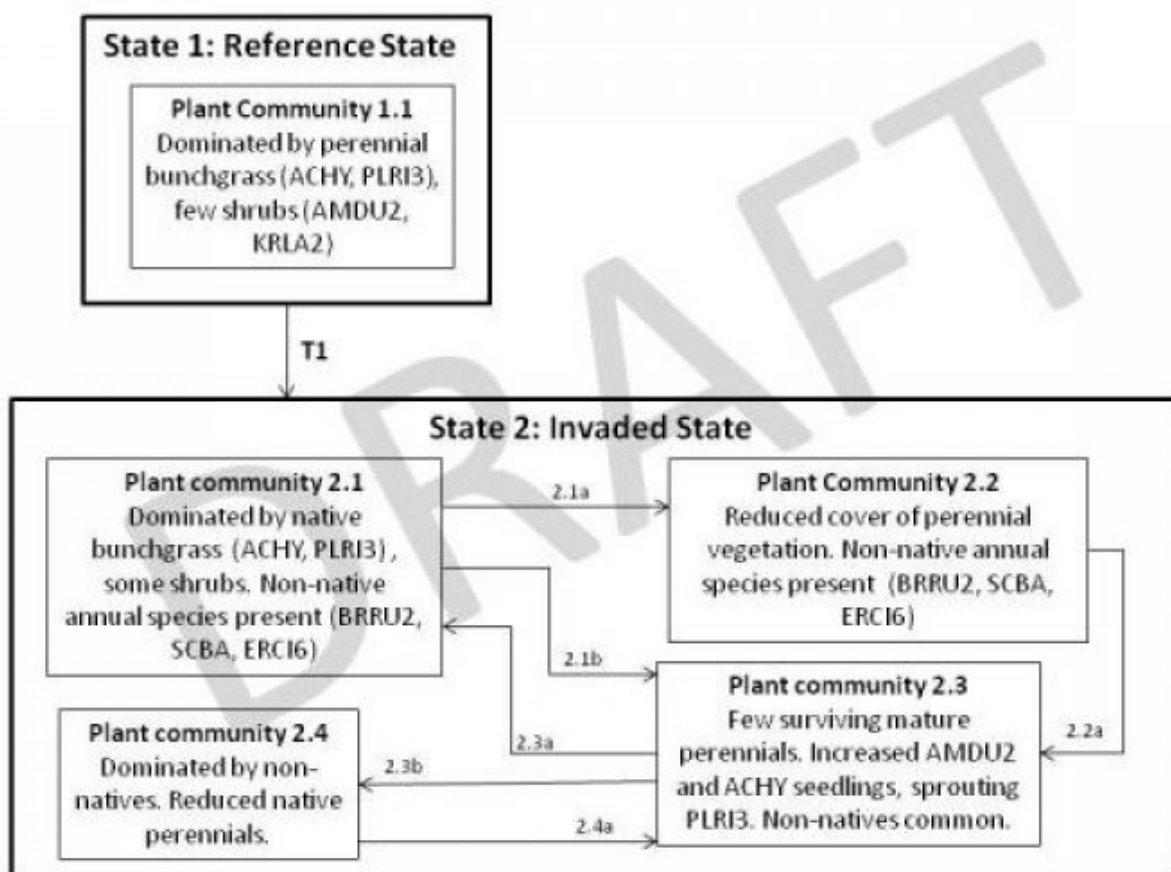 State 1: Reference State
Plant Community 1.1
Dominated by perennial
bunchgrass (ACHY, PLRI3),
few shrubs (AMDU2,
KRLA2)
T1
State 2: Invaded State
Plant community 2.1
Dominated by native
bunchgrass (ACHY, PLRI3) ,
some shrubs. Non-native
annual species present (BRRU2,
SCBA, ERCI6)
2.1a
Plant Community 2.2
Reduced cover of perennial
vegetation. Non-native annual
species present (BRRU2, SCBA,
ERCI6)
2.1b
Plant community 2.3
Few surviving mature
perennials. Increased AMDU2
and ACHY seedlings, sprouting
PLRI3. Non-natives common.
2.2a
2.3a
Plant community 2.4
Dominated by non-
natives. Reduced native
perennials.
2.3b
2.4a
DRAFT